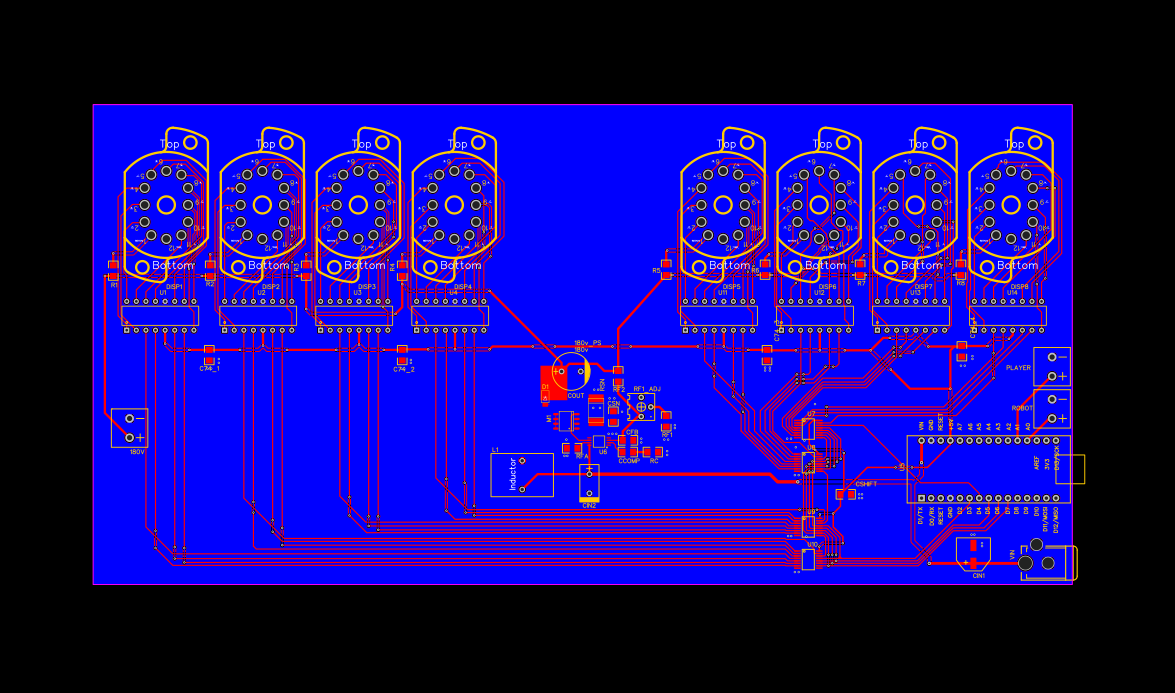 Top Top Top Top Top Top Top Top
Bottom Bottom Bottom Bottom Bottom Bottom Bottom Bottom
R1 R2 R3 R4 R5 R6 R7 R8
DISP1 DISP2 DISP3 DISP4 DISP5 DISP6 DISP7 DISP8
U1 U2 U3 U4 U11 U12 U13 U14
C74_1 C74_2
180v_PS
180v
PLAYER
ROBOT
COUT
D1
RSN
RF2
RF1_ADJ
CSN
M1
RF1
CFB
U6
RFA
CCOMP RC
L1
Inductor
CIN2
180V
U7
U8
U9
U10
CSHIFT
U5
VIN GND RESET +5V A7 A6 A5 A4 A3 A2 A1 A0 AREF 3V3 D13/SCK
D1/TX D0/RX RESET GND D2 D3 D4 D5 D6 D7 D8 D9 D10 D11/MOSI D12/MISO
VIN
CIN1